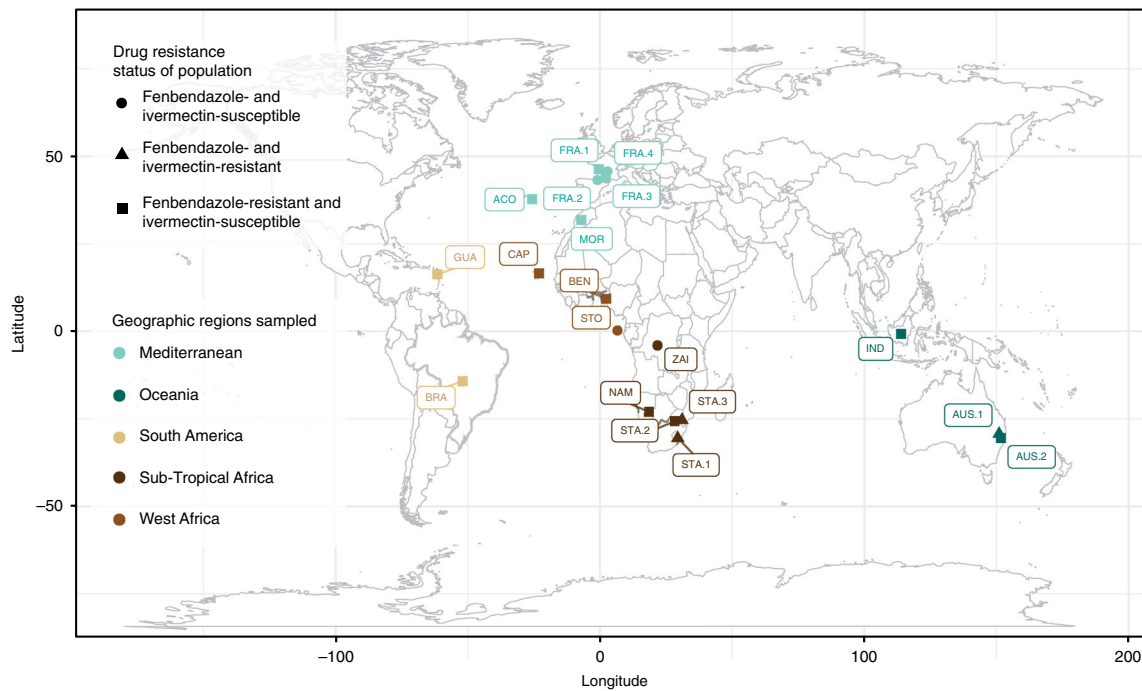 Drug resistance
status of population
Fenbendazole- and
ivermectin-susceptible
Fenbendazole- and
ivermectin-resistant
Fenbendazole-resistant and
ivermectin-susceptible
Geographic regions sampled
Mediterranean
Oceania
South America
Sub-Tropical Africa
West Africa
FRA.1
FRA.4
ACO
FRA.2
FRA.3
MOR
GUA
CAP
BEN
STO
ZAI
IND
BRA
NAM
STA.3
STA.2
STA.1
AUS.1
AUS.2
Latitude
50
0
−50
−100
0
100
200
Longitude